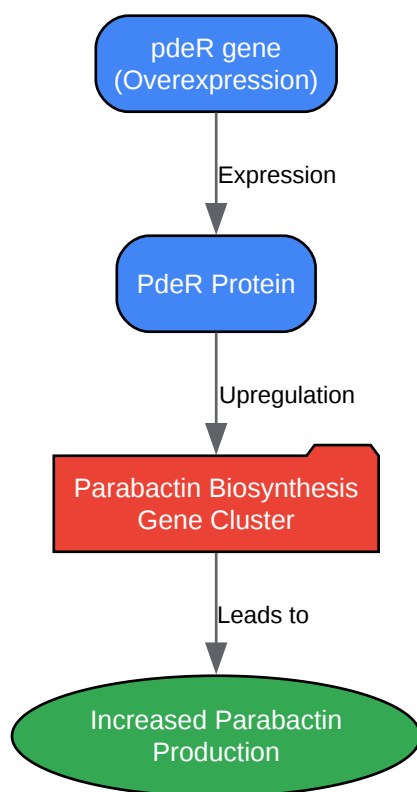 pdeR gene
(Overexpression)
Expression
PdeR Protein
Upregulation
Parabactin Biosynthesis
Gene Cluster
Leads to
Increased Parabactin
Production